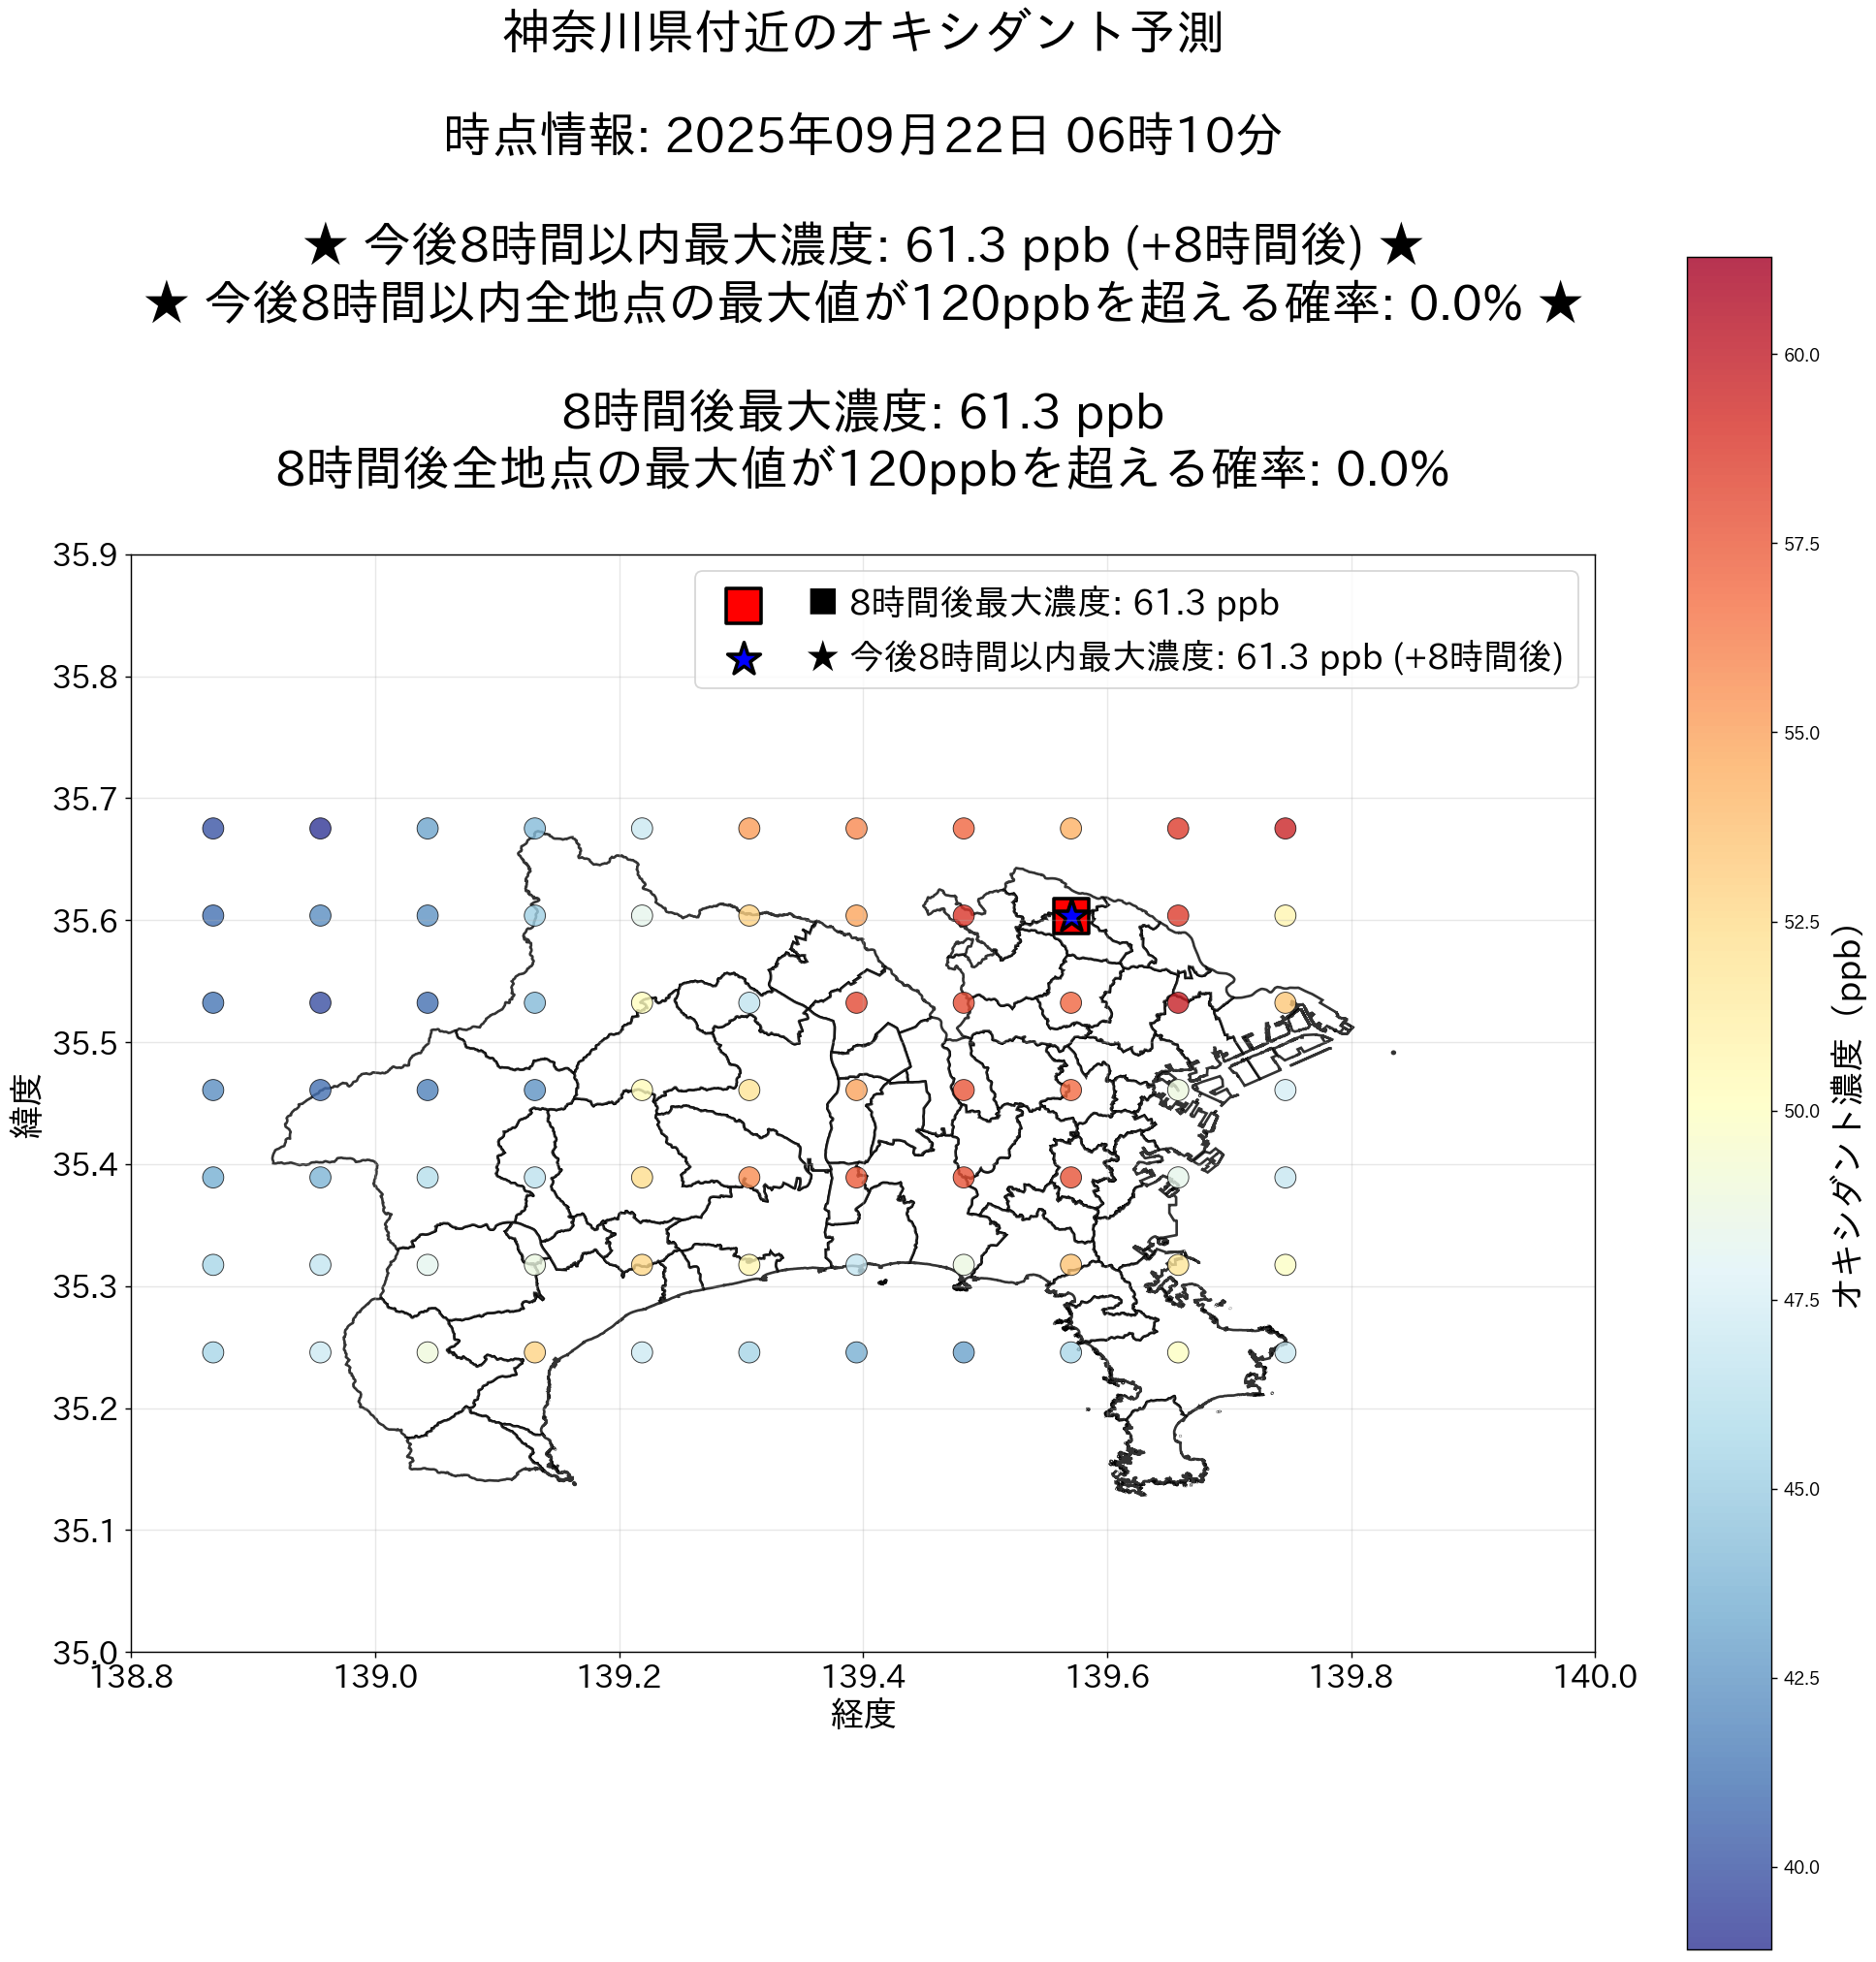 神奈川県付近のオキシダント予測
時点情報: 2025年09月22日 06時10分
★ 今後8時間以内最大濃度: 61.3 ppb (+8時間後) ★
★ 今後8時間以内全地点の最大値が120ppbを超える確率: 0.0% ★
8時間後最大濃度: 61.3 ppb
8時間後全地点の最大値が120ppbを超える確率: 0.0%
■ 8時間後最大濃度: 61.3 ppb
★ 今後8時間以内最大濃度: 61.3 ppb (+8時間後)
35.9
35.8
35.7
35.6
35.5
35.4
35.3
35.2
35.1
35.0
緯度
138.8
139.0
139.2
139.4
139.6
139.8
140.0
経度
60.0
57.5
55.0
52.5
50.0
47.5
45.0
42.5
40.0
オキシダント濃度 (ppb)